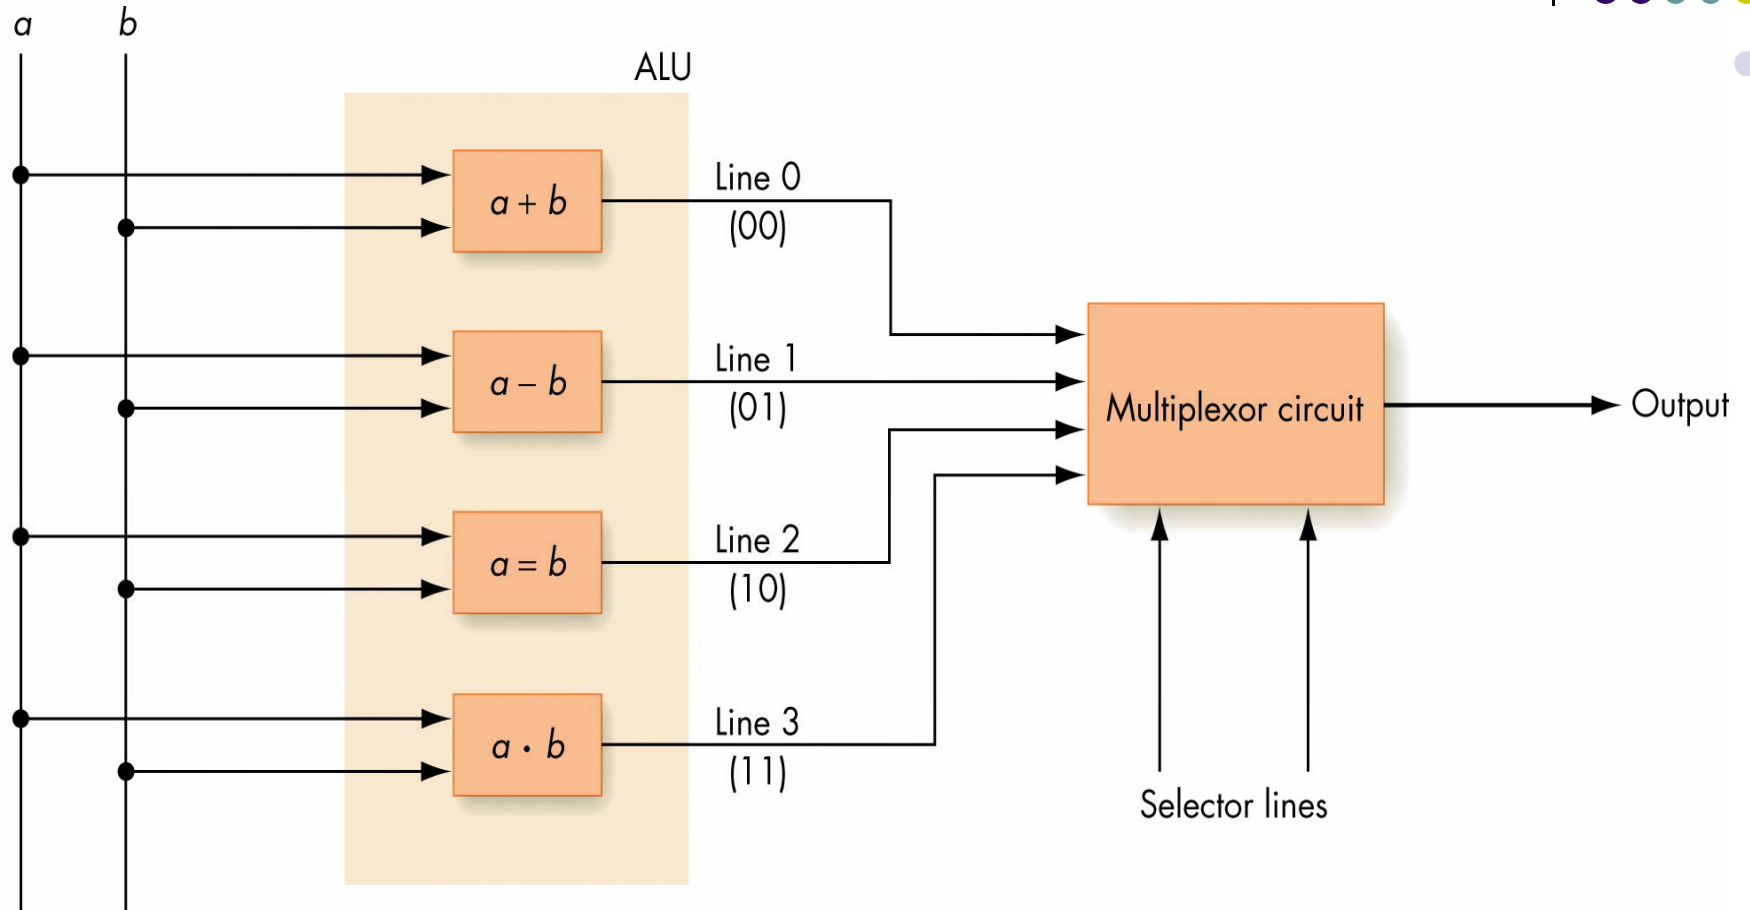 a
b
ALU
a + b
Line 0
(00)
a – b
Line 1
(01)
Multiplexor circuit
Output
a = b
Line 2
(10)
a · b
Line 3
(11)
Selector lines